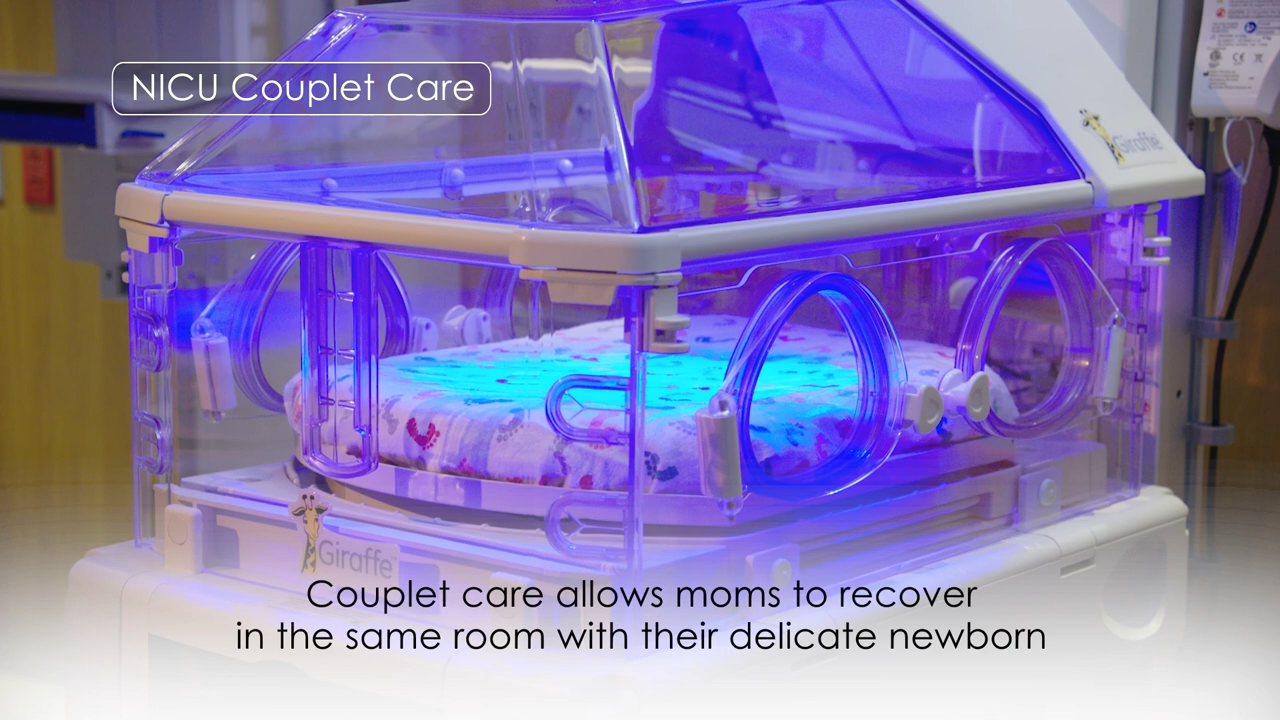 NICU Couplet Care
Giraffe
Giraffe
Couplet care allows moms to recover
in the same room with their delicate newborn